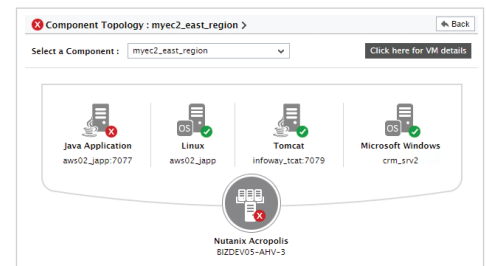 Component Topology : myec2_east_region >
Back
Select a Component :
myec2_east_region
Click here for VM details
OS
OS
Java Application
Linux
Tomcat
Microsoft Windows
aws02_japp:7077
aws02_japp
infoway_tcat:7079
crm_srv2
Nutanix Acropolis
BIZDEV05-AHV-3